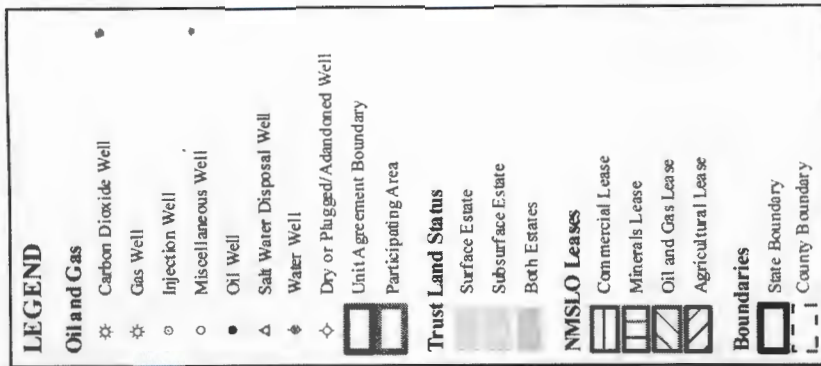 LEGEND
Oil and Gas
Carbon Dioxide Well
Gas Well
Injection Well
Miscellaneous Well
Oil Well
Salt Water Disposal Well
Water Well
Dry or Plugged/Adandoned Well
Unit Agreement Boundary
Participating Area
Trust Land Status
Surface Estate
Subsurface Estate
Both Estates
NMSLO Leases
Commercial Lease
Minerals Lease
Oil and Gas Lease
Agricultural Lease
Boundaries
State Boundary
County Boundary